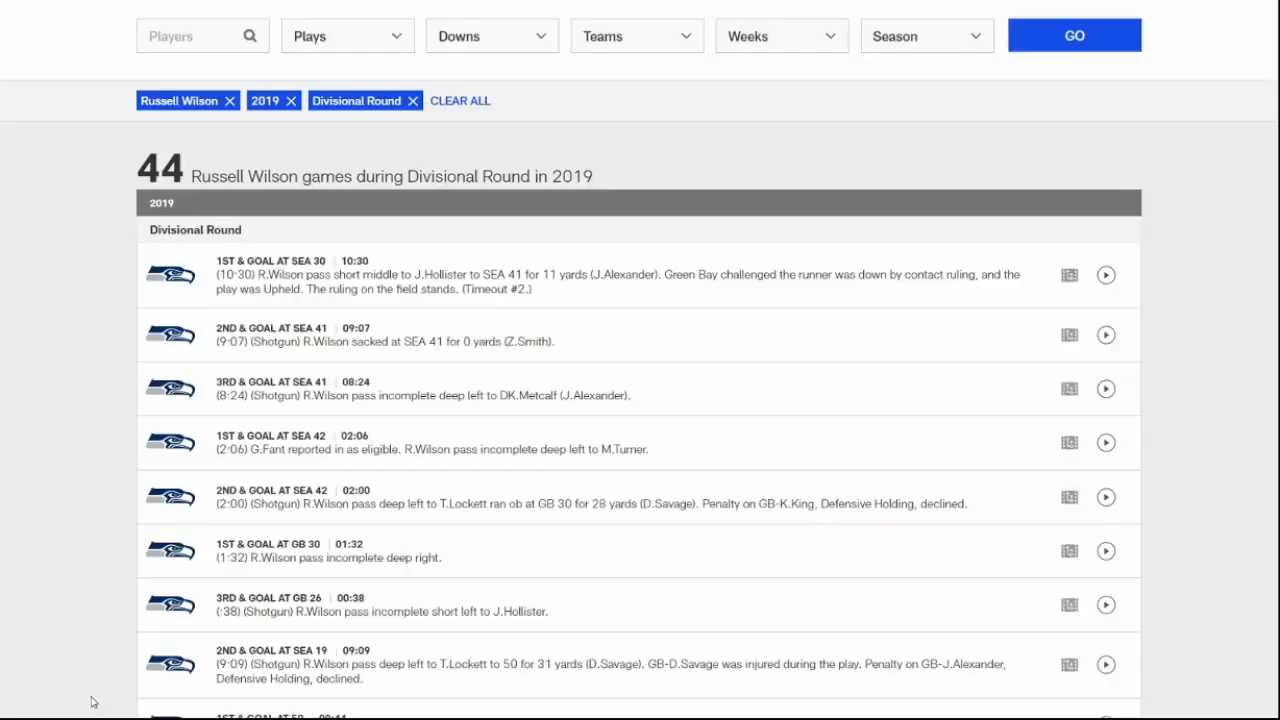 Players Plays Downs Teams Weeks Season GO
Russell Wilson 2019 Divisional Round CLEAR ALL
44 Russell Wilson games during Divisional Round in 2019
2019
Divisional Round
1ST & GOAL AT SEA 30 | 10:30
(10:30) R.Wilson pass short middle to J.Hollister to SEA 41 for 11 yards (J.Alexander). Green Bay challenged the runner was down by contact ruling, and the
play was Upheld. The ruling on the field stands. (Timeout #2.)
2ND & GOAL AT SEA 41 | 09:07
(9:07) (Shotgun) R.Wilson sacked at SEA 41 for 0 yards (Z.Smith).
3RD & GOAL AT SEA 41 | 08:24
(8:24) (Shotgun) R.Wilson pass incomplete deep left to DK.Metcalf (J.Alexander).
1ST & GOAL AT SEA 42 | 02:06
(2:06) G.Fant reported in as eligible. R.Wilson pass incomplete deep left to M.Turner.
2ND & GOAL AT SEA 42 | 02:00
(2:00) (Shotgun) R.Wilson pass deep left to T.Lockett ran ob at GB 30 for 28 yards (D.Savage). Penalty on GB-K.King, Defensive Holding, declined.
1ST & GOAL AT GB 30 | 01:32
(1:32) R.Wilson pass incomplete deep right.
3RD & GOAL AT GB 26 | 00:38
(:38) (Shotgun) R.Wilson pass incomplete short left to J.Hollister.
2ND & GOAL AT SEA 19 | 09:09
(9:09) (Shotgun) R.Wilson pass deep left to T.Lockett to 50 for 31 yards (D.Savage). GB-D.Savage was injured during the play. Penalty on GB-J.Alexander,
Defensive Holding, declined.
1ST & GOAL AT 50 | 08:44